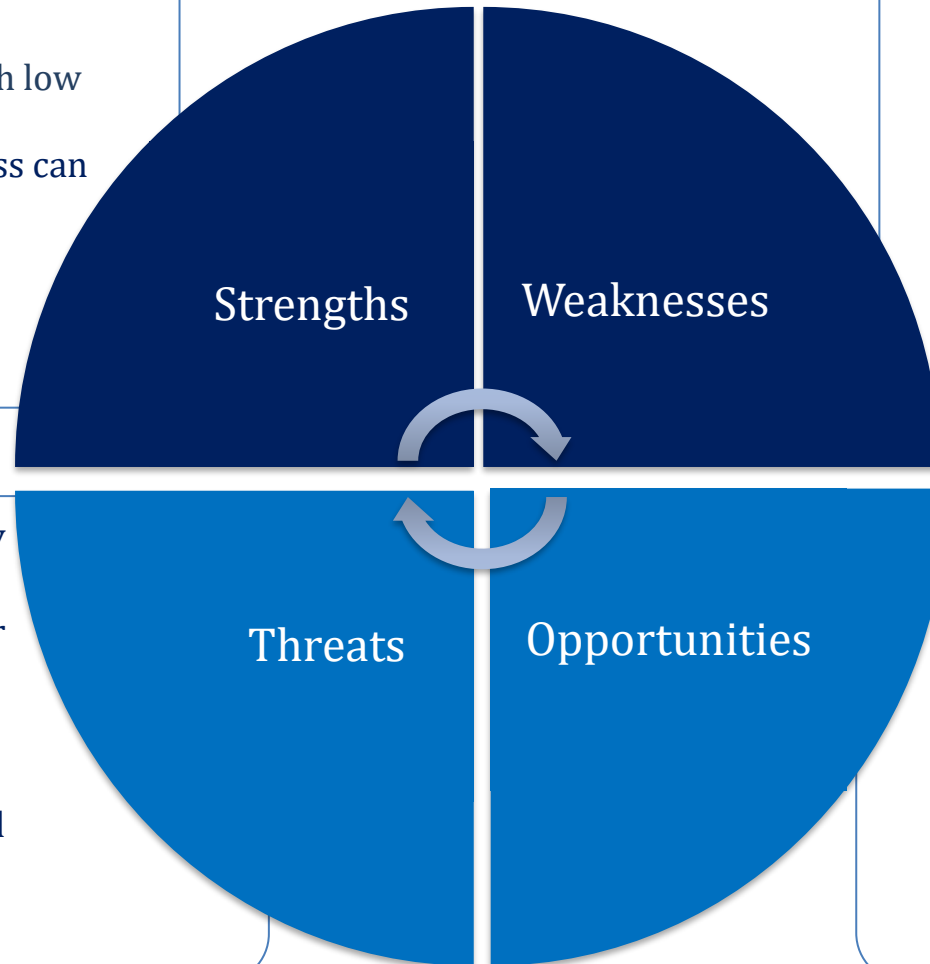 h low
ss can
Strengths
Weaknesses
y
r
Threats
Opportunities
d